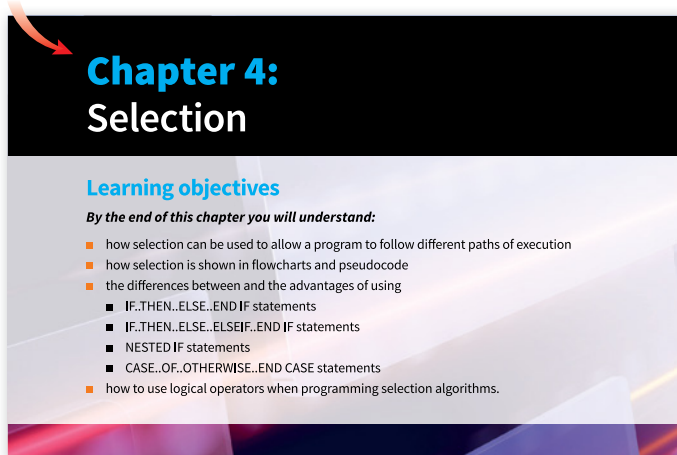 Chapter 4:
Selection
Learning objectives
By the end of this chapter you will understand:
how selection can be used to allow a program to follow different paths of execution
how selection is shown in flowcharts and pseudocode
the differences between and the advantages of using
IF..THEN..ELSE..END IF statements
IF..THEN..ELSE..ELSEIF..END IF statements
NESTED IF statements
CASE..OF..OTHERWISE..END CASE statements
how to use logical operators when programming selection algorithms.